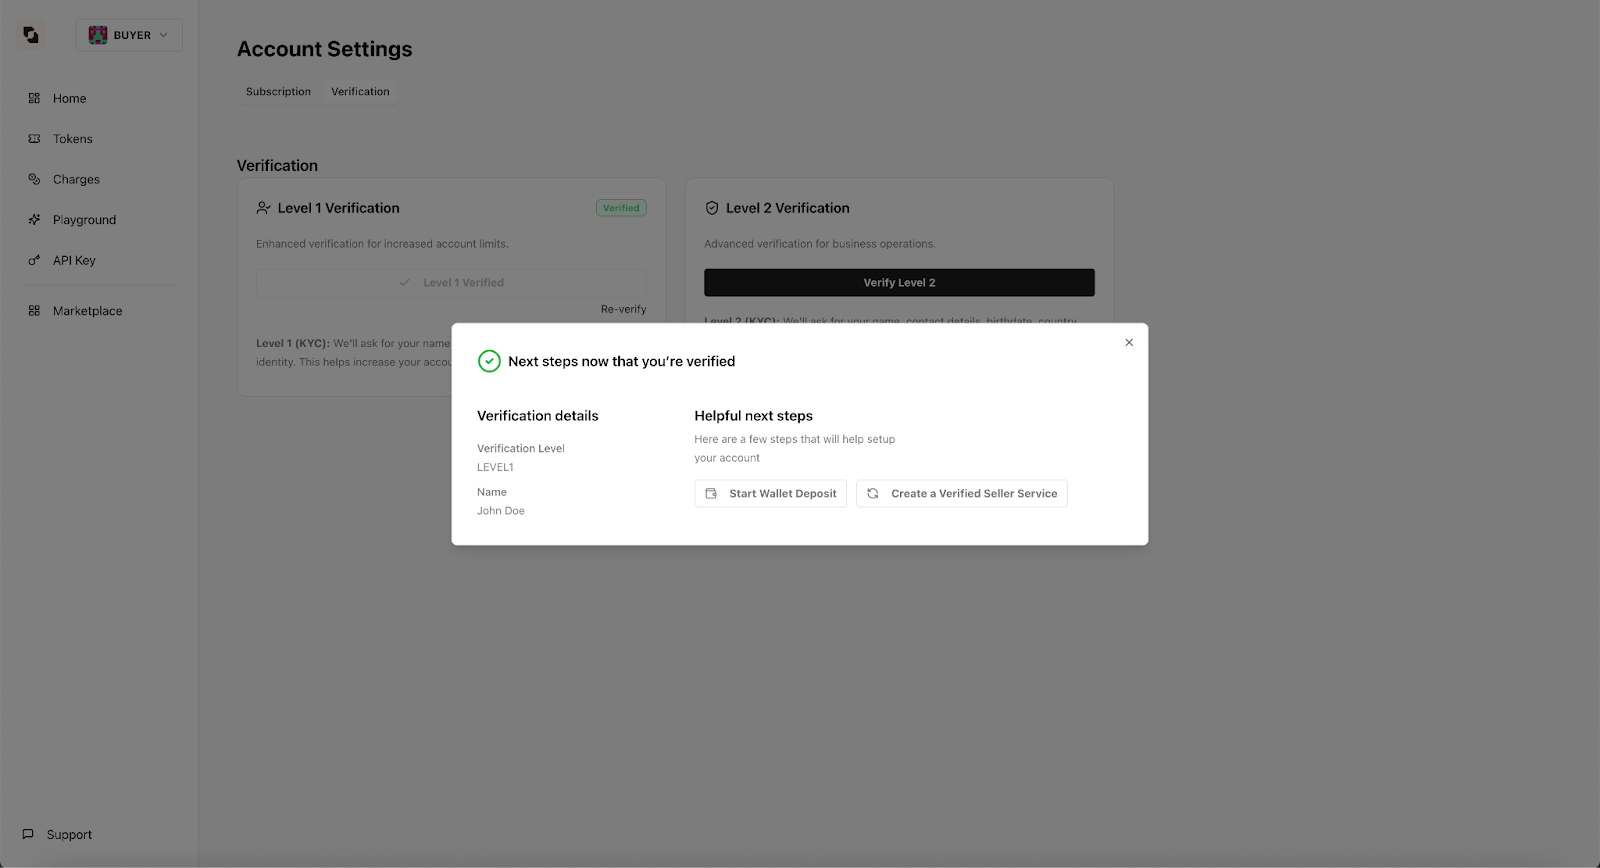 BUYER
Home
Tokens
Charges
Playground
API Key
Marketplace
Support
Account Settings
Subscription
Verification
Verification
Level 1 Verification
Verified
Enhanced verification for increased account limits.
Level 1 Verified
Re-verify
Level 1 (KYC): We'll ask for your name
identity. This helps increase your accou
Level 2 Verification
Advanced verification for business operations.
Verify Level 2
Level 2 (KYC): We'll ask for your name, contact details, birthdate, country
Next steps now that you’re verified
Verification details
Verification Level
LEVEL1
Name
John Doe
Helpful next steps
Here are a few steps that will help setup
your account
Start Wallet Deposit
Create a Verified Seller Service